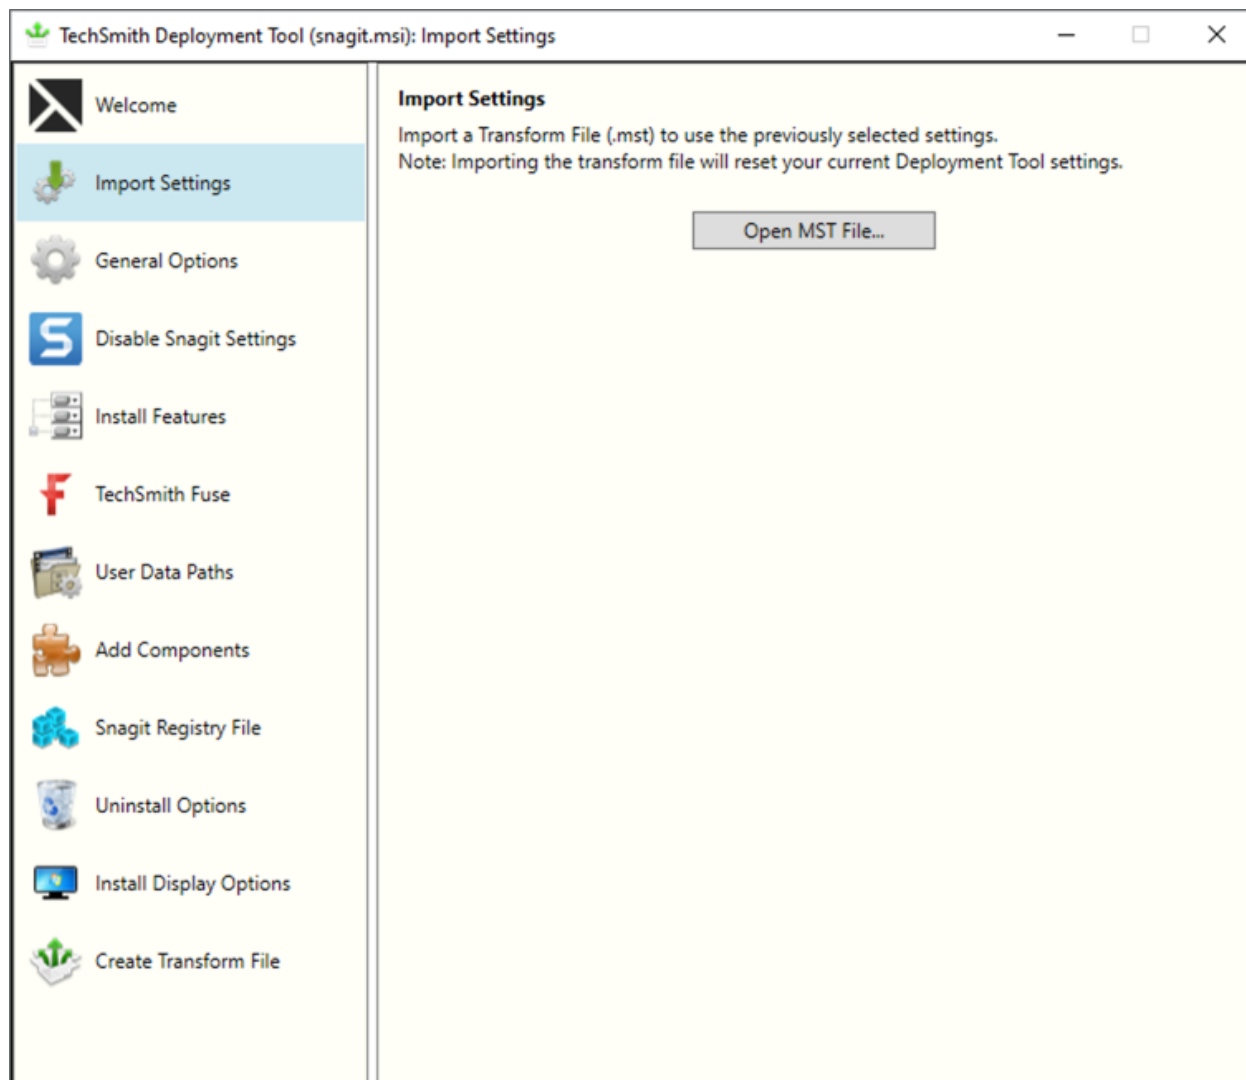 TechSmith Deployment Tool (snagit.msi): Import Settings
Welcome
Import Settings
General Options
Disable Snagit Settings
Install Features
TechSmith Fuse
User Data Paths
Add Components
Snagit Registry File
Uninstall Options
Install Display Options
Create Transform File
Import Settings
Import a Transform File (.mst) to use the previously selected settings.
Note: Importing the transform file will reset your current Deployment Tool settings.
Open MST File...